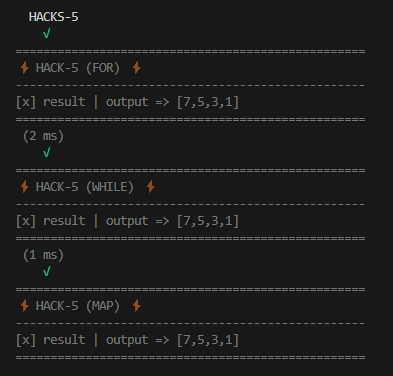 HACKS-5
√
==================================================
⚡ HACK-5 (FOR) ⚡
--------------------------------------------------
[x] result | output => [7,5,3,1]
==================================================
(2 ms)
√
==================================================
⚡ HACK-5 (WHILE) ⚡
--------------------------------------------------
[x] result | output => [7,5,3,1]
==================================================
(1 ms)
√
==================================================
⚡ HACK-5 (MAP) ⚡
--------------------------------------------------
[x] result | output => [7,5,3,1]
==================================================